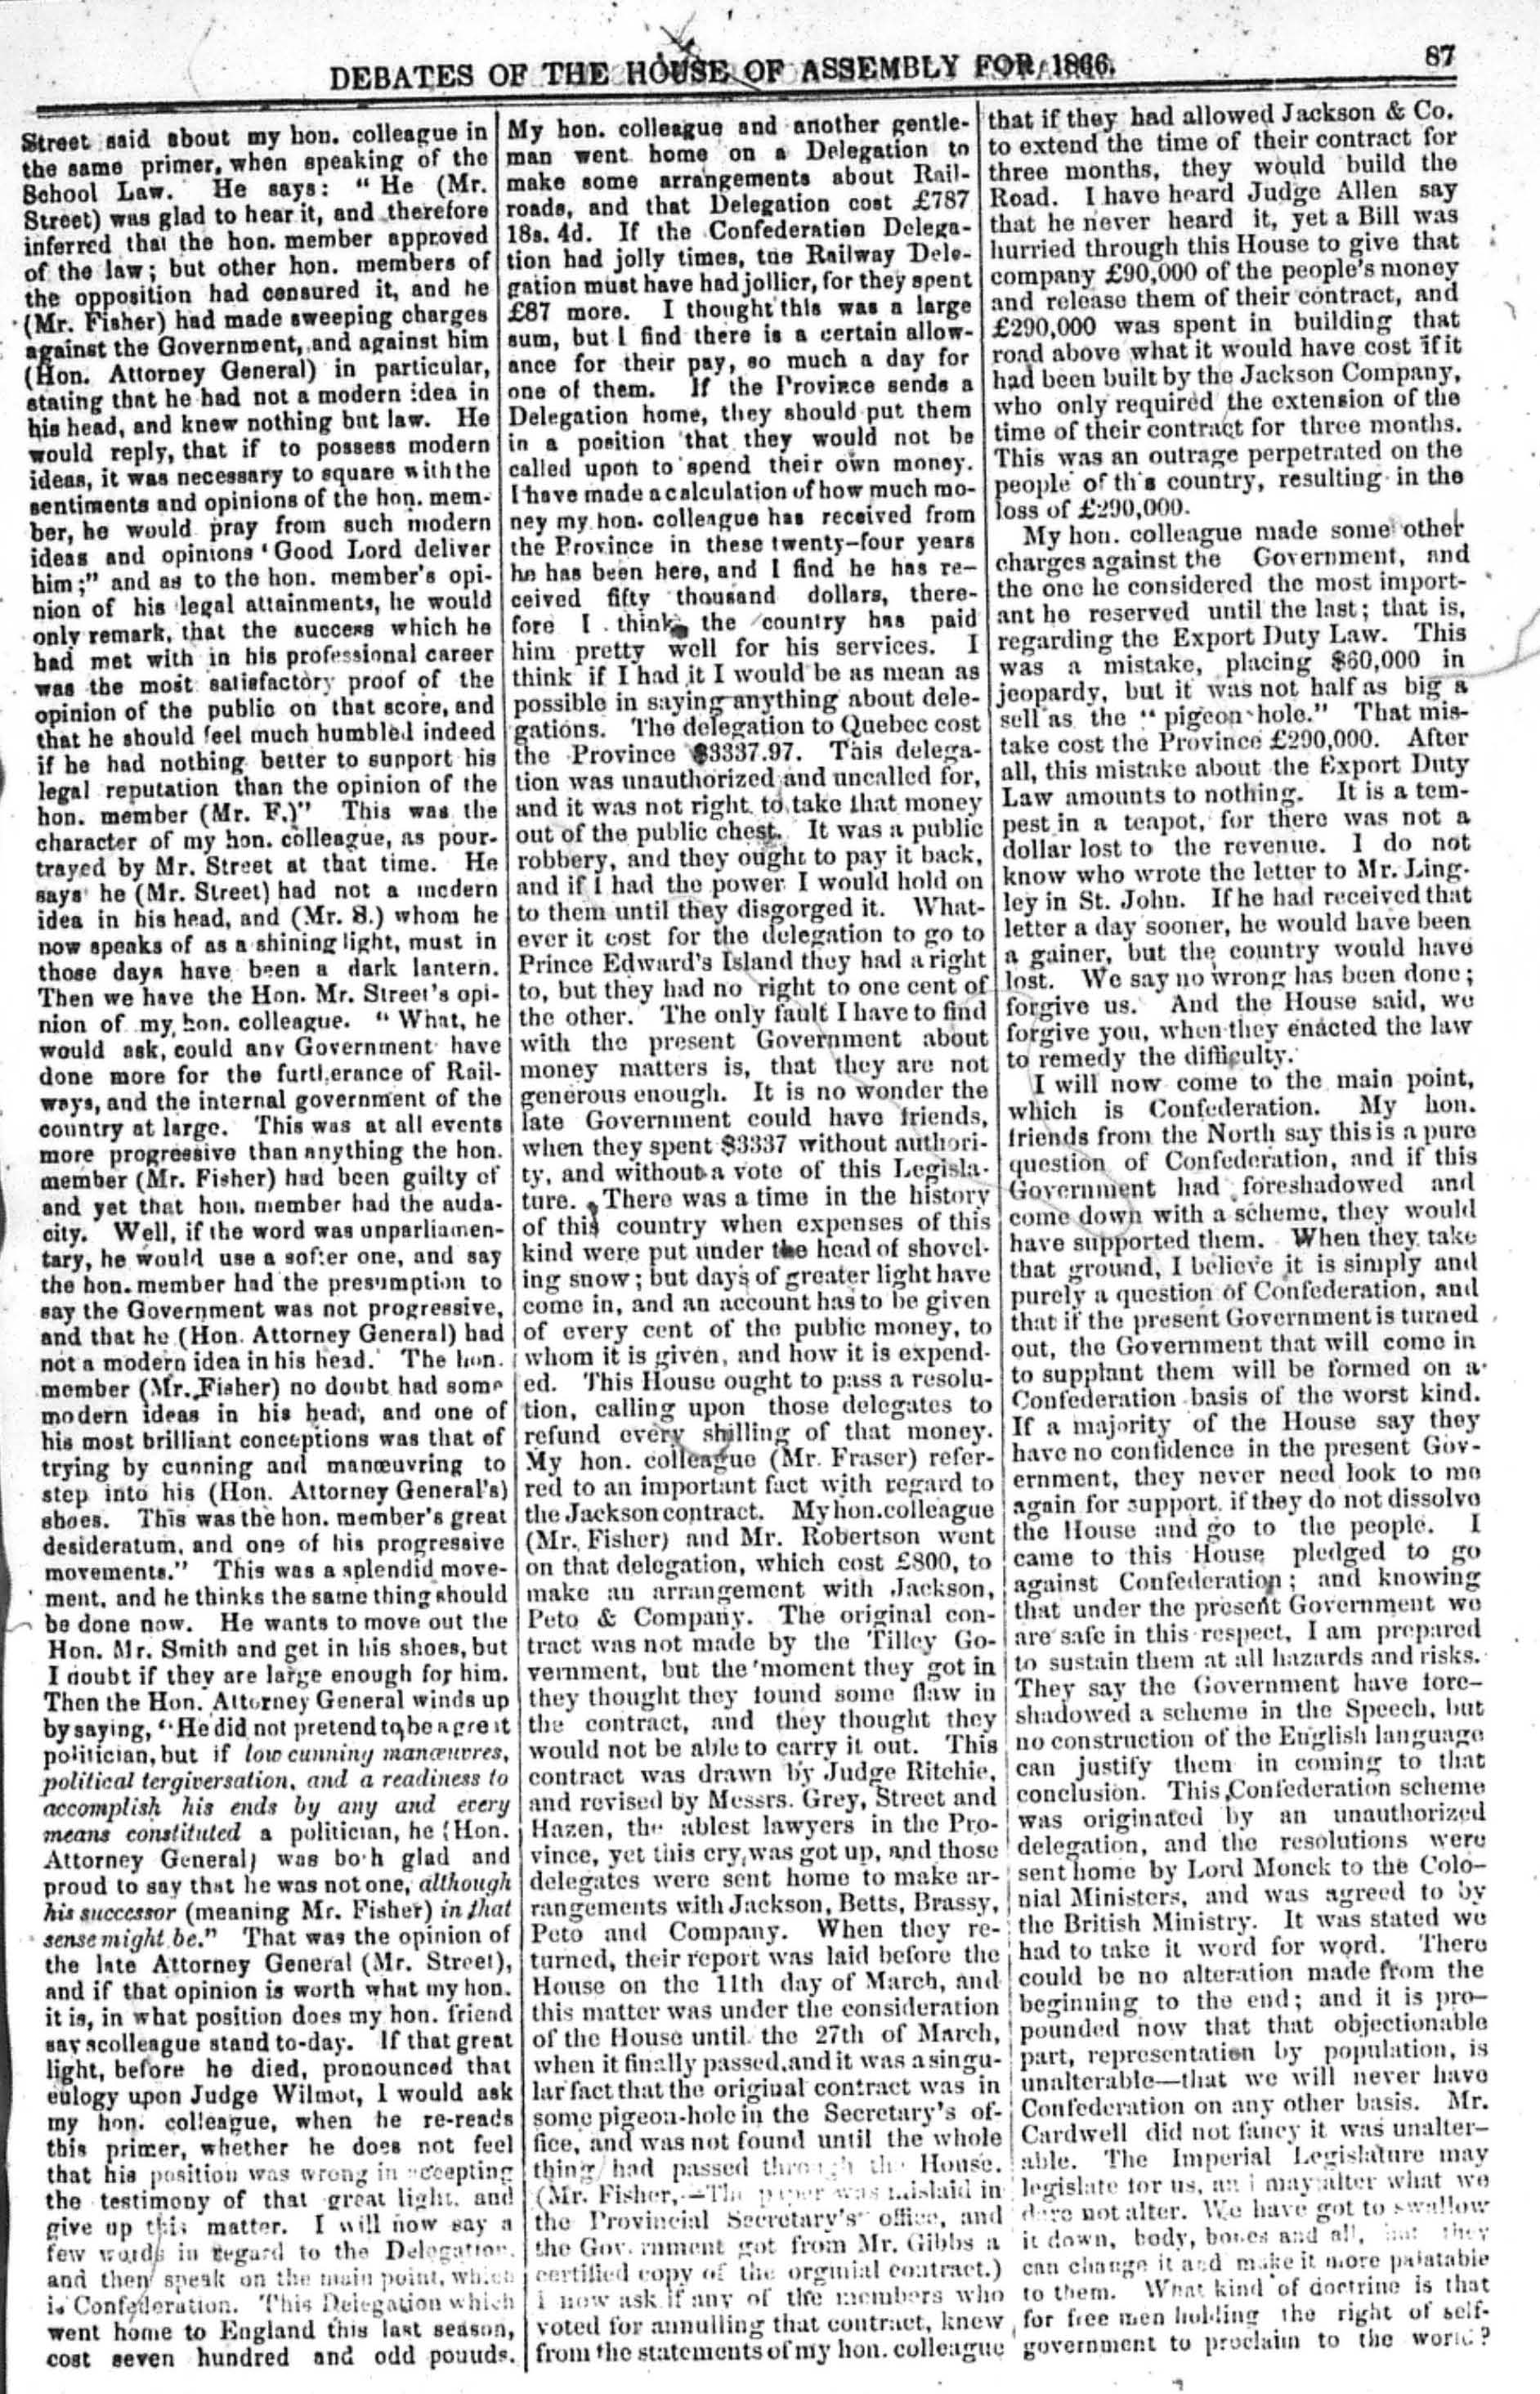 DEBATES OF THE HOUSE OF ASSEMBLY FOR 1866.
87
Street said about my hon. colleague in
the same primer, when speaking of the
School Law. He says: "He (Mr.
Street) was glad to hear it, and therefore
inferred that the hon. member approved
of the law; but other hon. members of
the opposition had censured it, and he
(Mr. Fisher) had made sweeping charges
against the Government, and against him
(Hon. Attorney General) in particular,
stating that he had not a modern idea in
his head, and knew nothing but law. He
would reply, that if to possess modern
ideas, it was necessary to square with the
sentiments and opinions of the hon. mem-
ber, he would pray from such modern
ideas and opinions 'Good Lord deliver
him;" and as to the hon. member's opi-
nion of his legal attainments, he would
only remark, that the success which he
had met with in his professional career
was the most satisfactory proof of the
opinion of the public on that score, and
that he should feel much humbled indeed
if he had nothing better to support his
legal reputation than the opinion of the
hon. member (Mr. F.)" This was the
character of my hon. colleague, as pour-
trayed by Mr. Street at that time. He
says he (Mr. Street) had not a modern
idea in his head, and (Mr. S.) whom he
now speaks of as a shining light, must in
those days have been a dark lantern.
Then we have the Hon. Mr. Street's opi-
nion of my hon. colleague. "What, he
would ask, could any Government have
done more for the furtherance of Rail-
ways, and the internal government of the
country at large. This was at all events
more progressive than anything the hon.
member (Mr. Fisher) had been guilty of
and yet that hon. member had the auda-
city. Well, if the word was unparliamen-
tary, he would use a softer one, and say
the hon. member had the presumption to
say the Government was not progressive,
and that he (Hon. Attorney General) had
not a modern idea in his head. The hon.
member (Mr. Fisher) no doubt had some
modern ideas in his head, and one of
his most brilliant conceptions was that of
trying by cunning and manœuvring to
step into his (Hon. Attorney General's)
shoes. This was the hon. member's great
desideratum, and one of his progressive
movements." This was a splendid move-
ment, and he thinks the same thing should
be done now. He wants to move out the
Hon. Mr. Smith and get in his shoes, but
I doubt if they are large enough for him.
Then the Hon. Attorney General winds up
by saying, "He did not pretend to be a great
politician, but if low cunning manœuvres,
political tergiversation, and a readiness to
accomplish his ends by any and every
means constituted a politician, he (Hon.
Attorney General) was both glad and
proud to say that he was not one, although
his successor (meaning Mr. Fisher) in that
sense might be." That was the opinion of
the late Attorney General (Mr. Street),
and if that opinion is worth what my hon.
it is, in what position does my hon. friend
say scolleague stand to-day. If that great
light, before he died, pronounced that
eulogy upon Judge Wilmot, I would ask
my hon. colleague, when he re-reads
this primer, whether he does not feel
that his position was wrong in accepting
the testimony of that great light, and
give up this matter. I will now say a
few words in regard to the Delegation,
and then speak on the main point, which
is Confederation. This Delegation which
went home to England this last season,
cost seven hundred and odd pouuds.
My hon. colleague and another gentle-
man went home on a Delegation to
make some arrangements about Rail-
roads, and that Delegation cost £787
18s. 4d. If the Confederation Delega-
tion had jolly times, tne Railway Dele-
gation must have had jollier, for they spent
£87 more. I thought this was a large
sum, but I find there is a certain allow-
ance for their pay, so much a day for
one of them. If the Province sends a
Delegation home, they should put them
in a position that they would not be
called upon to spend their own money.
I have made a calculation of how much mo-
ney my hon. colleague has received from
the Province in these twenty-four years
he has been here, and I find he has re-
ceived fifty thousand dollars, there-
fore I think the country has paid
him pretty well for his services. I
think if I had it I would be as mean as
possible in saying anything about dele-
gations. The delegation to Quebec cost
the Province $3337.97. This delega-
tion was unauthorized and uncalled for,
and it was not right to take that money
out of the public chest. It was a public
robbery, and they ought to pay it back,
and if I had the power I would hold on
to them until they disgorged it. What-
ever it cost for the delegation to go to
Prince Edward's Island they had a right
to, but they had no right to one cent of
the other. The only fault I have to find
with the present Government about
money matters is, that they are not
generous enough. It is no wonder the
late Government could have friends,
when they spent $3337 without authori-
ty, and without a vote of this Legisla-
ture. There was a time in the history
of this country when expenses of this
kind were put under the head of shovel-
ing snow; but days of greater light have
come in, and an account has to be given
of every cent of the public money, to
whom it is given, and how it is expend-
ed. This House ought to pass a resolu-
tion, calling upon those delegates to
refund every shilling of that money.
My hon. colleague (Mr. Fraser) refer-
red to an important fact with regard to
the Jackson contract. My hon. colleague
(Mr. Fisher) and Mr. Robertson went
on that delegation, which cost £800, to
make an arrangement with Jackson,
Peto & Company. The original con-
tract was not made by the Tilley Go-
vernment, but the moment they got in
they thought they found some flaw in
the contract, and they thought they
would not be able to carry it out. This
contract was drawn by Judge Ritchie,
and revised by Messrs. Grey, Street and
Hazen, the ablest lawyers in the Pro-
vince, yet this cry was got up, and those
delegates were sent home to make ar-
rangements with Jackson, Betts, Brassy,
Peto and Company. When they re-
turned, their report was laid before the
House on the 11th day of March, and
this matter was under the consideration
of the House until the 27th of March,
when it finally passed, and it was a singu-
lar fact that the original contract was in
some pigeon-hole in the Secretary's of-
fice, and was not found until the whole
thing had passed through the House.
(Mr. Fisher,—The paper was mislaid in
the Provincial Secretary's office, and
the Government got from Mr. Gibbs a
certified copy of the orginial contract.)
I now ask if any of the members who
voted for annulling that contract, knew
from the statements of my hon. colleague
that if they had allowed Jackson & Co.
to extend the time of their contract for
three months, they would build the
Road. I have heard Judge Allen say
that he never heard it, yet a Bill was
hurried through this House to give that
company £90,000 of the people's money
and release them of their contract, and
£290,000 was spent in building that
road above what it would have cost if it
had been built by the Jackson Company,
who only required the extension of the
time of their contract for three months.
This was an outrage perpetrated on the
people of this country, resulting in the
loss of £290,000.
My hon. colleague made some other
charges against the Government, and
the one he considered the most import-
ant he reserved until the last; that is,
regarding the Export Duty Law. This
was a mistake, placing $60,000 in
jeopardy, but it was not half as big a
sell as the "pigeon hole." That mis-
take cost the Province £290,000. After
all, this mistake about the Export Duty
Law amounts to nothing. It is a tem-
pest in a teapot, for there was not a
dollar lost to the revenue. I do not
know who wrote the letter to Mr. Ling-
ley in St. John. If he had received that
letter a day sooner, he would have been
a gainer, but the country would have
lost. We say no wrong has been done;
forgive us. And the House said, we
forgive you, when they enacted the law
to remedy the difficulty.
I will now come to the main point,
which is Confederation. My hon.
friends from the North say this is a pure
question of Confederation, and if this
Government had foreshadowed and
come down with a scheme, they would
have supported them. When they take
that ground, I believe it is simply and
purely a question of Confederation, and
that if the present Government is turned
out, the Government that will come in
to supplant them will be formed on a
Confederation basis of the worst kind.
If a majority of the House say they
have no confidence in the present Gov-
ernment, they never need look to me
again for support, if they do not dissolve
the House and go to the people. I
came to this House pledged to go
against Confederation; and knowing
that under the present Government we
are safe in this respect, I am prepared
to sustain them at all hazards and risks.
They say the Government have fore-
shadowed a scheme in the Speech, but
no construction of the English language
can justify them in coming to that
conclusion. This Confederation scheme
was originated by an unauthorized
delegation, and the resolutions were
sent home by Lord Monck to the Colo-
nial Ministers, and was agreed to by
the British Ministry. It was stated we
had to take it word for word. There
could be no alteration made from the
beginning to the end; and it is pro-
pounded now that that objectionable
part, representation by population, is
unalterable—that we will never have
Confederation on any other basis. Mr.
Cardwell did not fancy it was unalter-
able. The Imperial Legislature may
legislate for us, and may alter what we
dare not alter. We have got to swallow
it down, body, bones and all, but they
can change it and make it more palatable
to them. What kind of doctrine is that
for free men holding the right of self-
government to proclaim to the world?